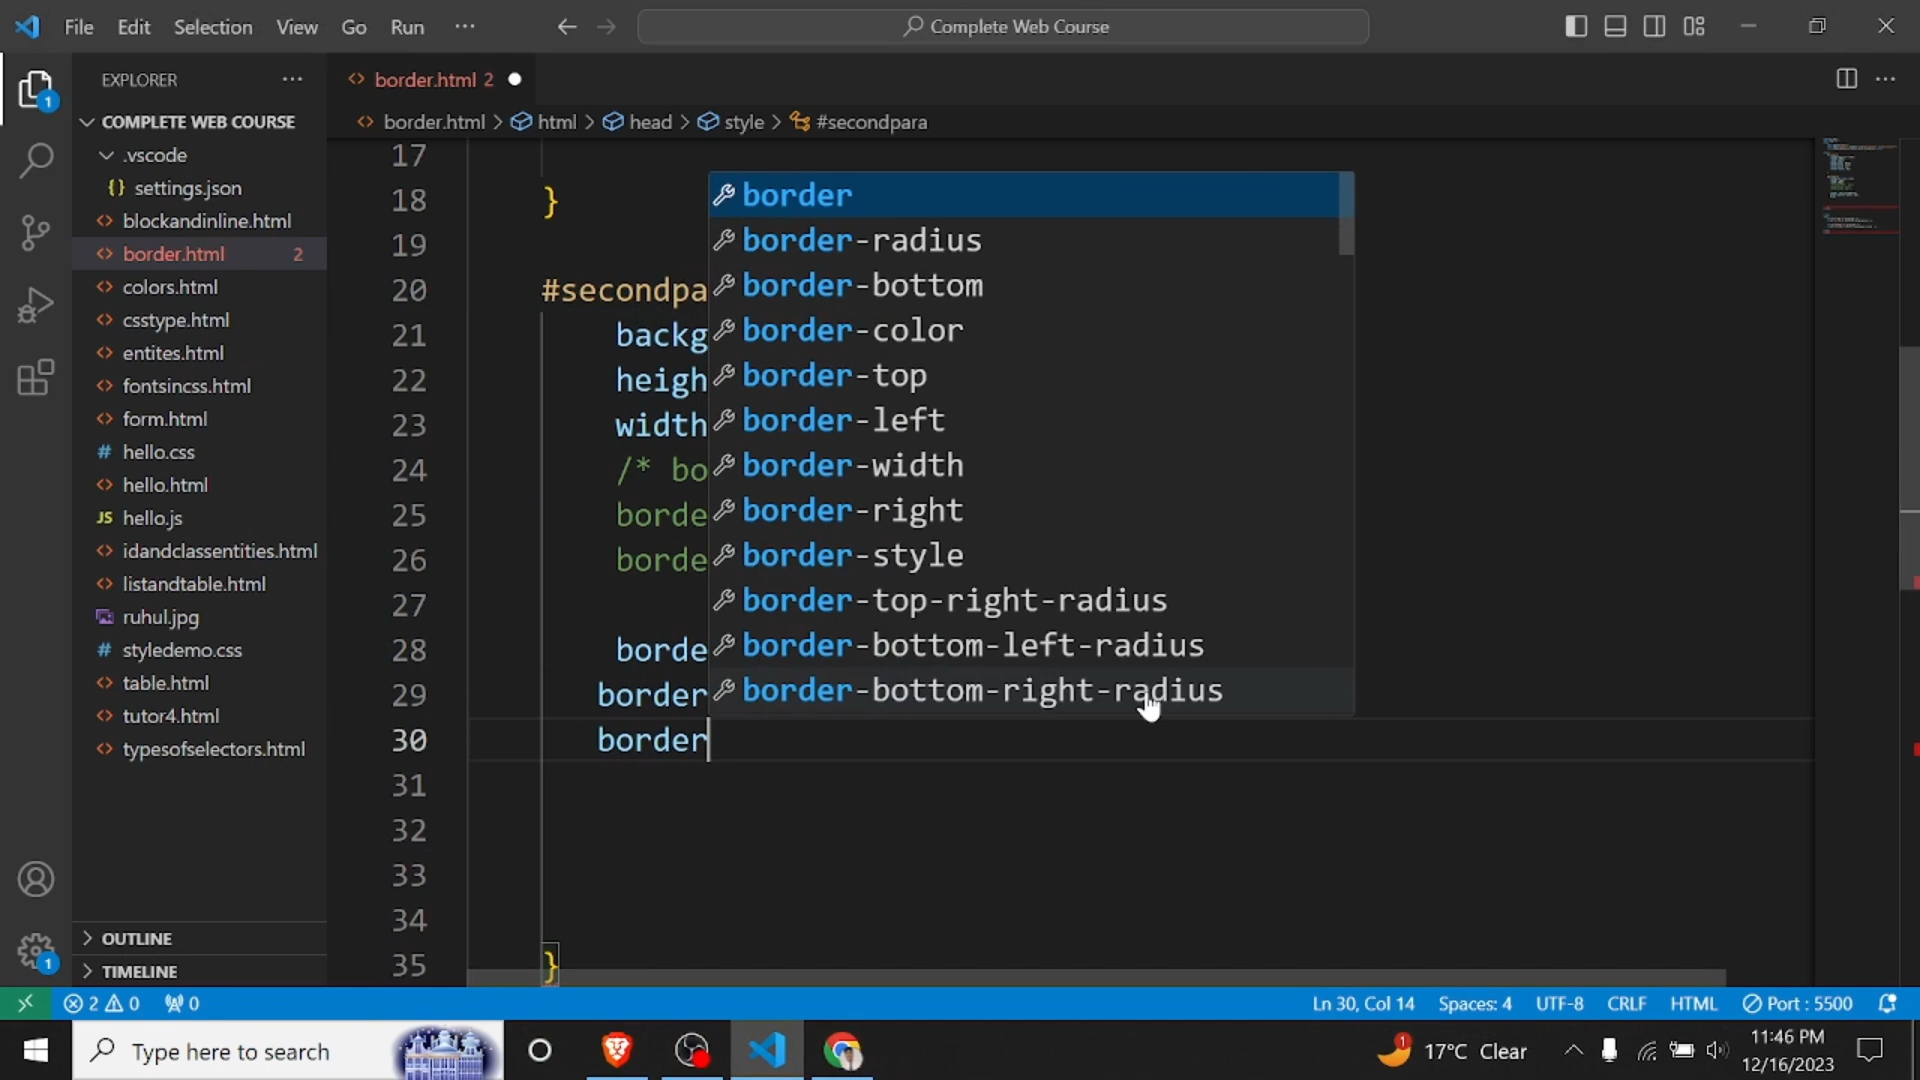 File Edit Selection View Go Run ··· Complete Web Course
EXPLORER ···
border.html 2
COMPLETE WEB COURSE
.vscode
{} settings.json
blockandinline.html
border.html 2
colors.html
csstype.html
entites.html
fontsincss.html
form.html
# hello.css
hello.html
JS hello.js
idandclassentities.html
listandtable.html
ruhul.jpg
# styledemo.css
table.html
tutor4.html
typesofselectors.html
OUTLINE
TIMELINE
1
1
border.html > html > head > style > #secondpara
17
18 }
19
20 #secondpa
21 backg
22 heigh
23 width
24 /* bo
25 borde
26 borde
27
28 borde
29 border
30 border
31
32
33
34
35 }
border
border-radius
border-bottom
border-color
border-top
border-left
border-width
border-right
border-style
border-top-right-radius
border-bottom-left-radius
border-bottom-right-radius
2 0 0 Ln 30, Col 14 Spaces: 4 UTF-8 CRLF HTML Port : 5500
Type here to search
1 17°C Clear
11:46 PM
12/16/2023